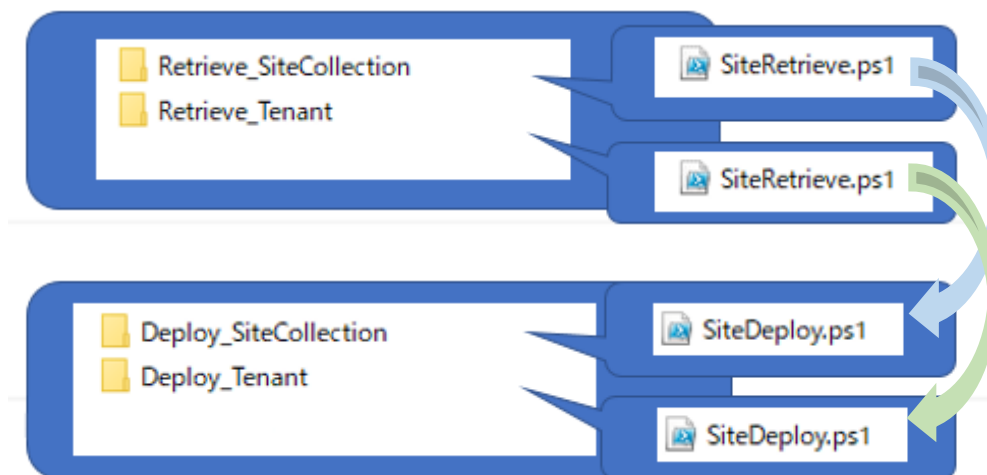 Retrieve_SiteCollection
Retrieve_Tenant
SiteRetrieve.ps1
SiteRetrieve.ps1
Deploy_SiteCollection
Deploy_Tenant
SiteDeploy.ps1
SiteDeploy.ps1